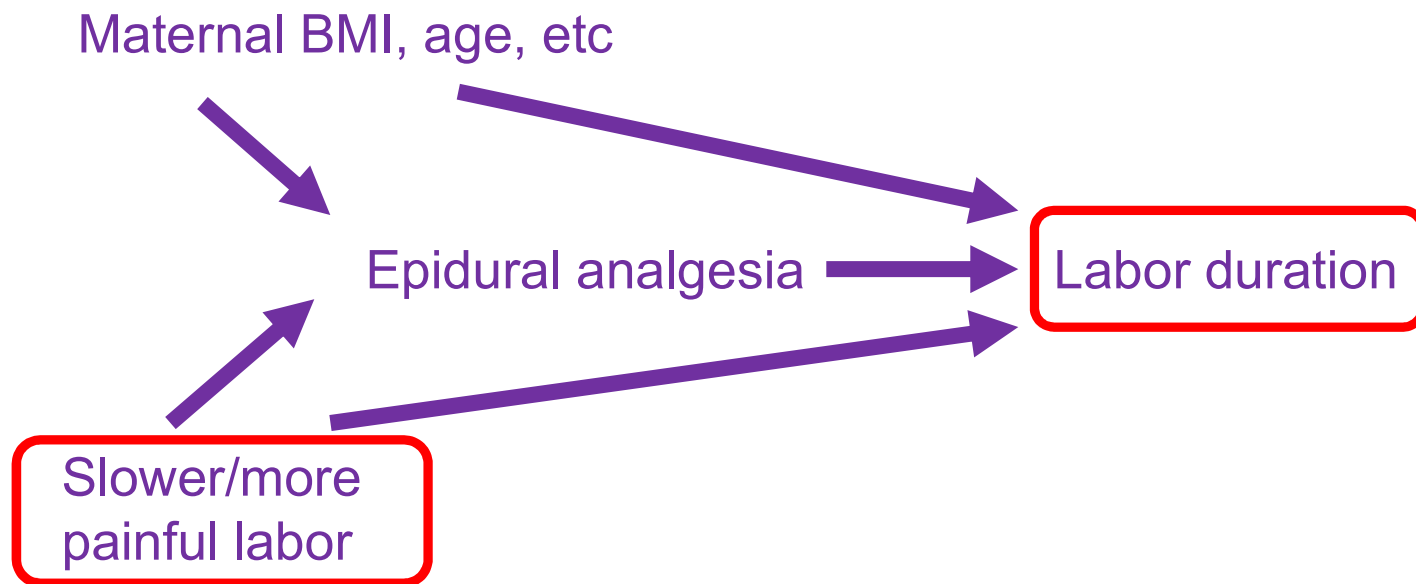 Maternal BMI, age, etc
Epidural analgesia
Labor duration
Slower/more
painful labor